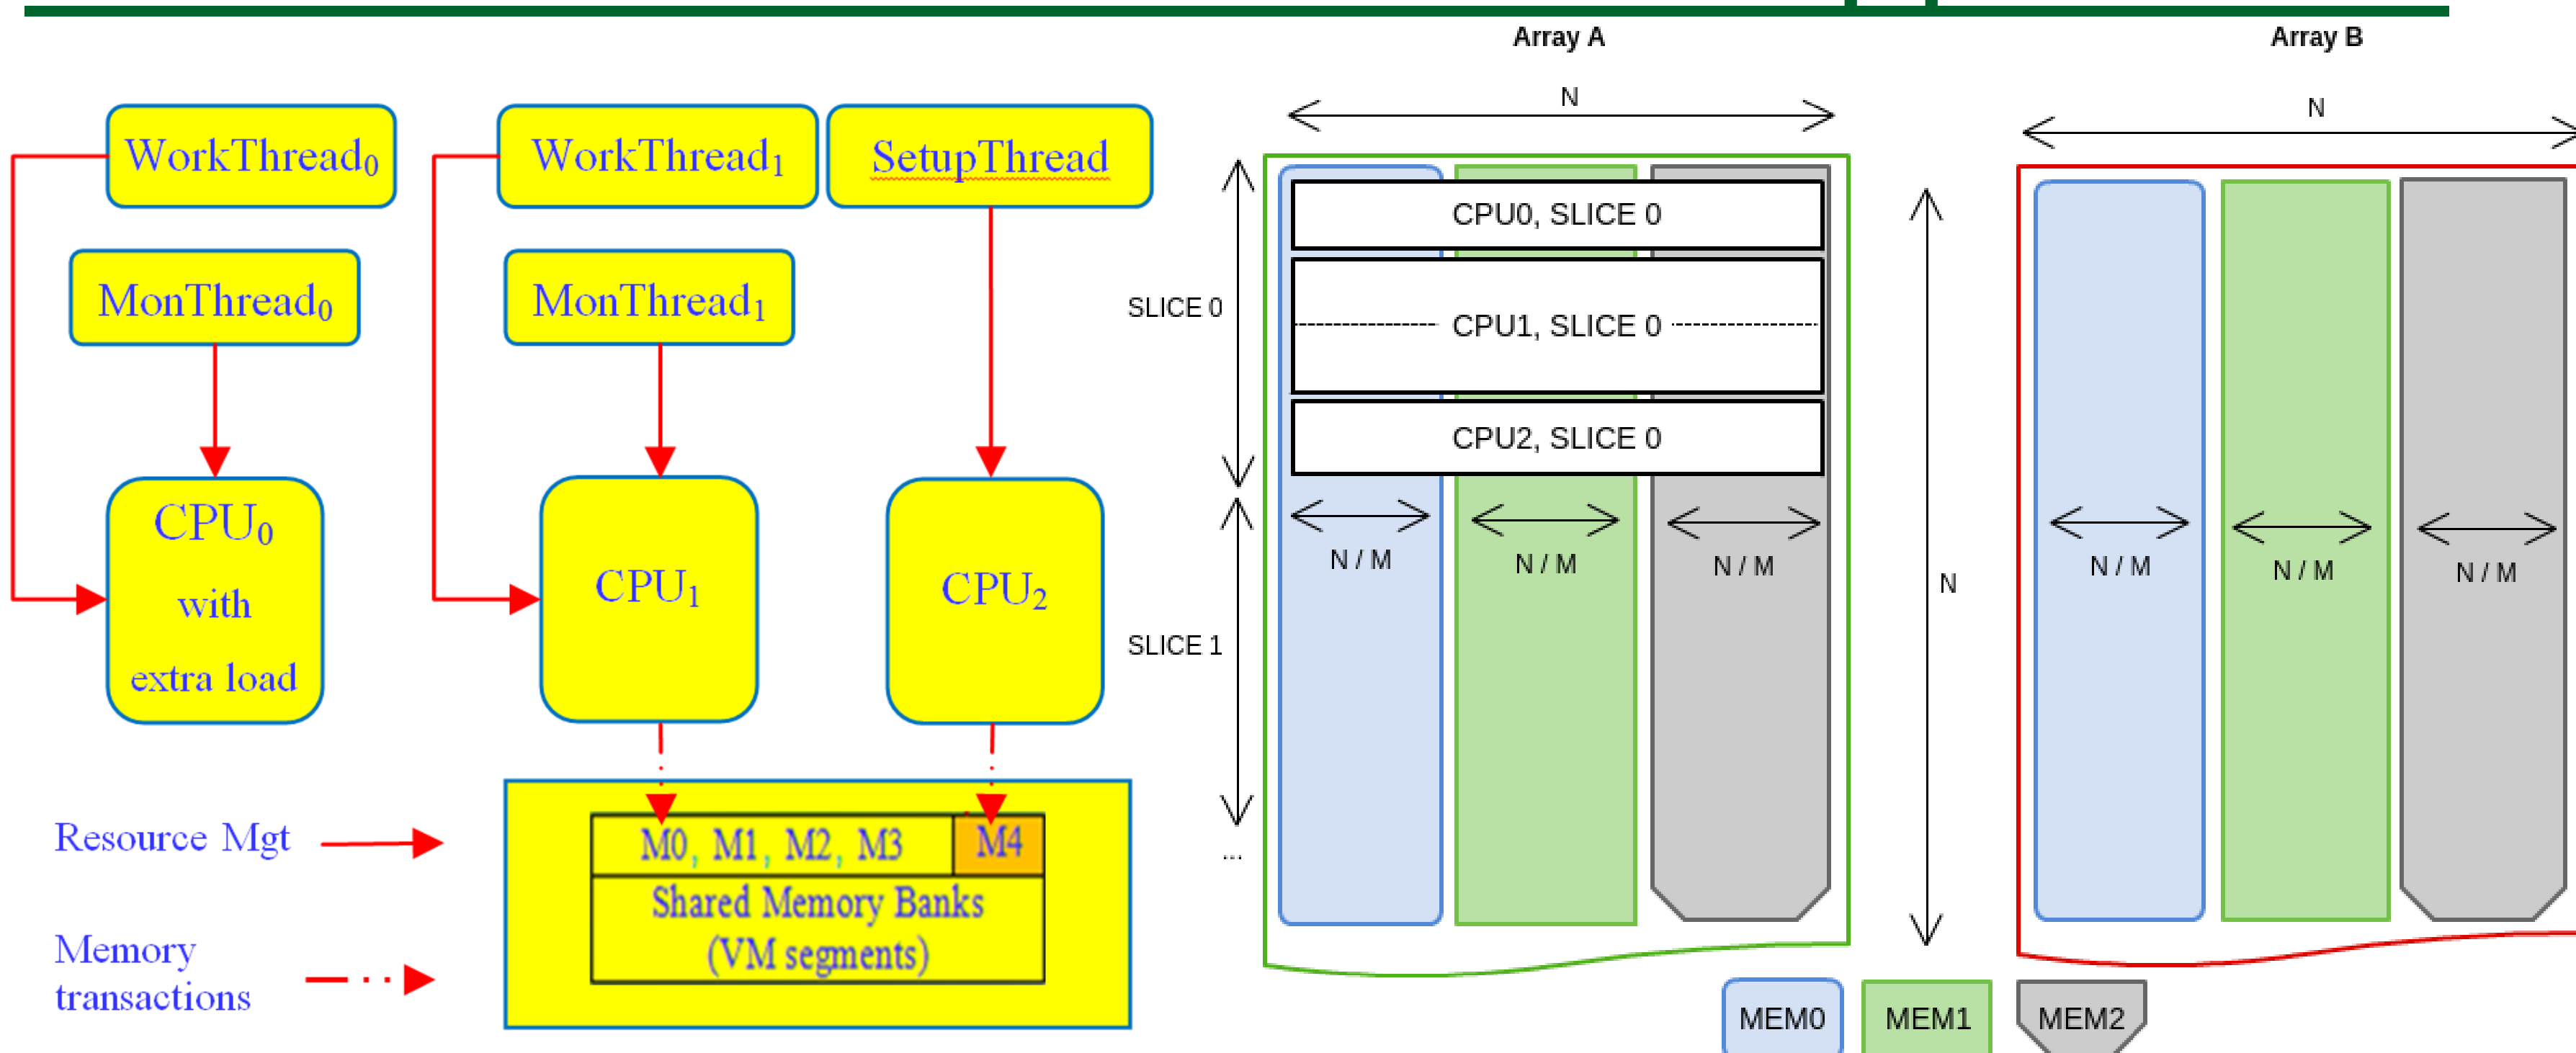 WorkThread0
WorkThread1
SetupThread
MonThread0
MonThread1
CPU0
with
extra load
CPU1
CPU2
Resource Mgt
Memory
transactions
M0, M1, M2, M3
M4
Shared Memory Banks
(VM segments)
Array A
N
SLICE 0
SLICE 1
...
CPU0, SLICE 0
CPU1, SLICE 0
CPU2, SLICE 0
N / M
N / M
N / M
N
Array B
N
N / M
N / M
N / M
MEM0
MEM1
MEM2